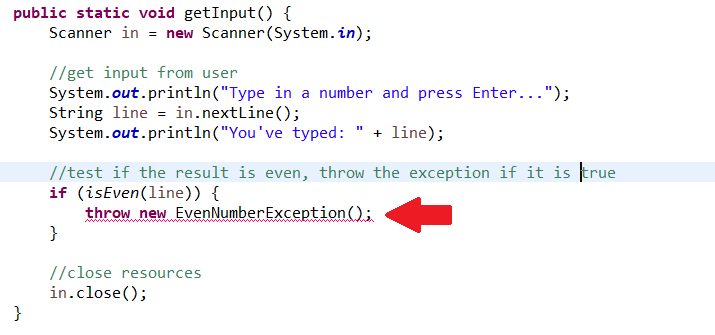 public static void getInput() {
Scanner in = new Scanner(System.in);
//get input from user
System.out.println("Type in a number and press Enter...");
String line = in.nextLine();
System.out.println("You've typed: " + line);
//test if the result is even, throw the exception if it is true
if (isEven(line)) {
throw new EvenNumberException();
}
//close resources
in.close();
}